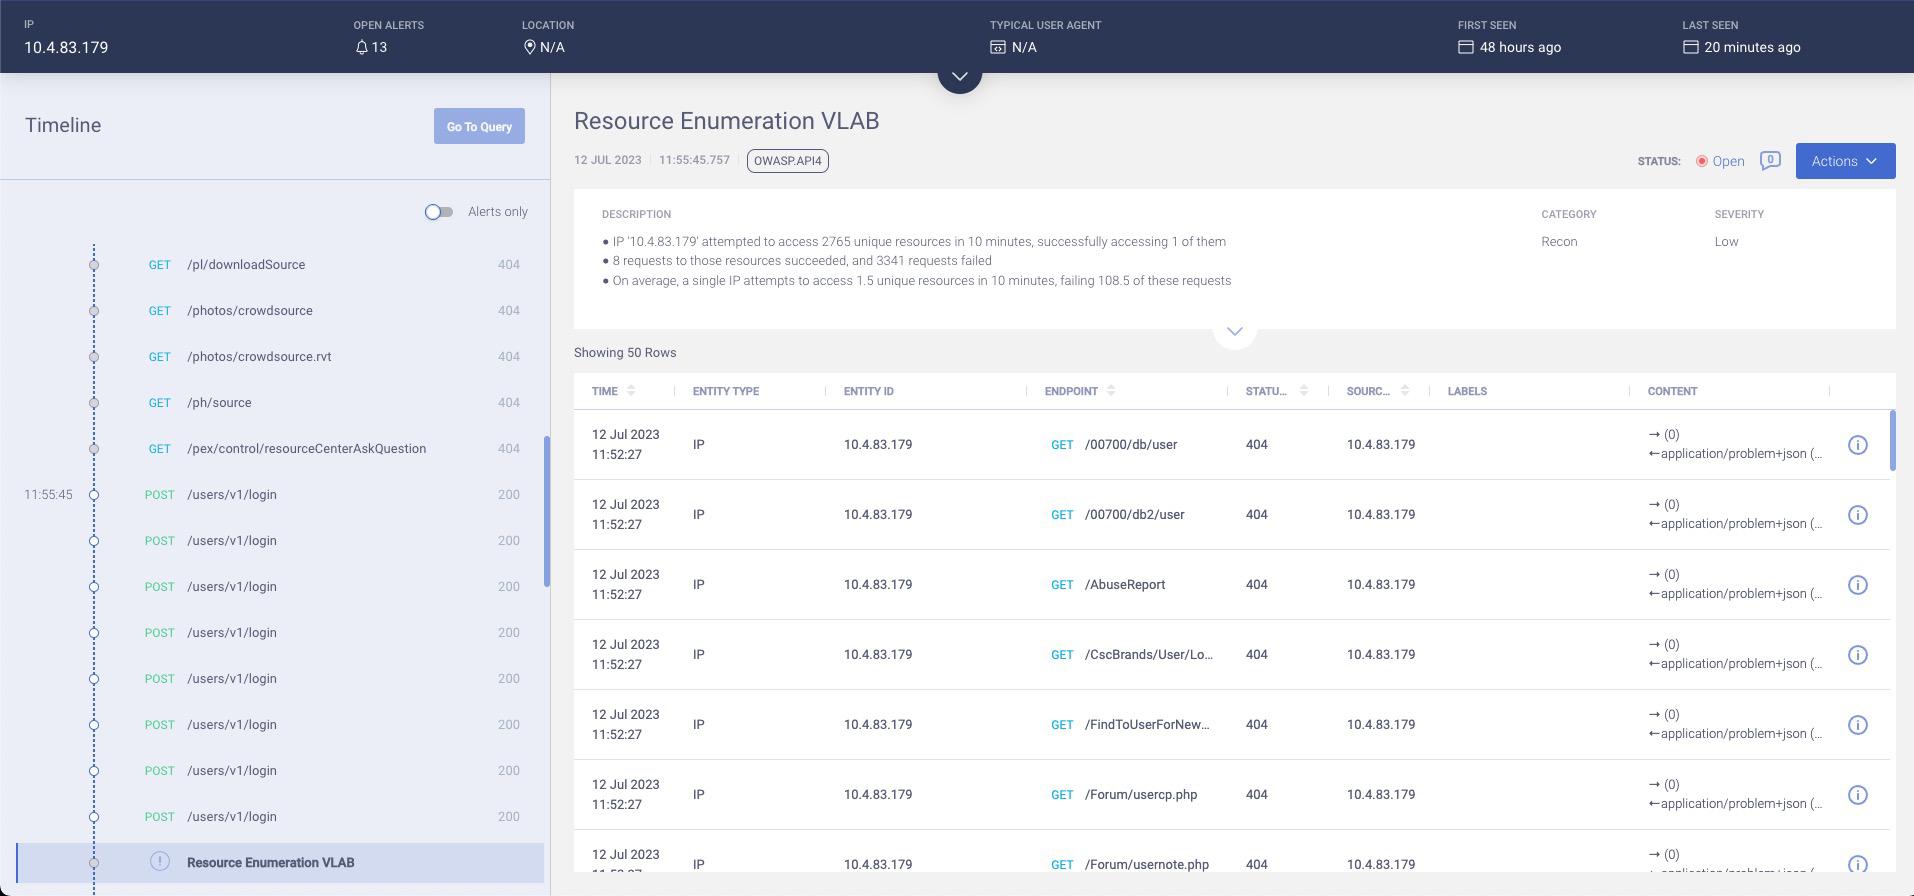 IP
10.4.83.179
OPEN ALERTS
13
LOCATION
N/A
TYPICAL USER AGENT
N/A
FIRST SEEN
48 hours ago
LAST SEEN
20 minutes ago
Timeline
Go To Query
Alerts only
GET /pl/downloadSource 404
GET /photos/crowdsource 404
GET /photos/crowdsource.rvt 404
GET /ph/source 404
GET /pex/control/resourceCenterAskQuestion 404
11:55:45 POST /users/v1/login 200
POST /users/v1/login 200
POST /users/v1/login 200
POST /users/v1/login 200
POST /users/v1/login 200
POST /users/v1/login 200
POST /users/v1/login 200
POST /users/v1/login 200
Resource Enumeration VLAB
Resource Enumeration VLAB
12 JUL 2023 11:55:45.757 OWASP.API4
STATUS: Open 0 Actions
DESCRIPTION
• IP '10.4.83.179' attempted to access 2765 unique resources in 10 minutes, successfully accessing 1 of them
• 8 requests to those resources succeeded, and 3341 requests failed
• On average, a single IP attempts to access 1.5 unique resources in 10 minutes, failing 108.5 of these requests
CATEGORY
Recon
SEVERITY
Low
Showing 50 Rows
TIME ENTITY TYPE ENTITY ID ENDPOINT STATU... SOURC... LABELS CONTENT
12 Jul 2023
11:52:27 IP 10.4.83.179 GET /00700/db/user 404 10.4.83.179
→ (0)
←application/problem+json (...
12 Jul 2023
11:52:27 IP 10.4.83.179 GET /00700/db2/user 404 10.4.83.179
→ (0)
←application/problem+json (...
12 Jul 2023
11:52:27 IP 10.4.83.179 GET /AbuseReport 404 10.4.83.179
→ (0)
←application/problem+json (...
12 Jul 2023
11:52:27 IP 10.4.83.179 GET /CscBrands/User/Lo... 404 10.4.83.179
→ (0)
←application/problem+json (...
12 Jul 2023
11:52:27 IP 10.4.83.179 GET /FindToUserForNew... 404 10.4.83.179
→ (0)
←application/problem+json (...
12 Jul 2023
11:52:27 IP 10.4.83.179 GET /Forum/usercp.php 404 10.4.83.179
→ (0)
←application/problem+json (...
12 Jul 2023
IP 10.4.83.179 GET /Forum/usernote.php 404 10.4.83.179
→ (0)